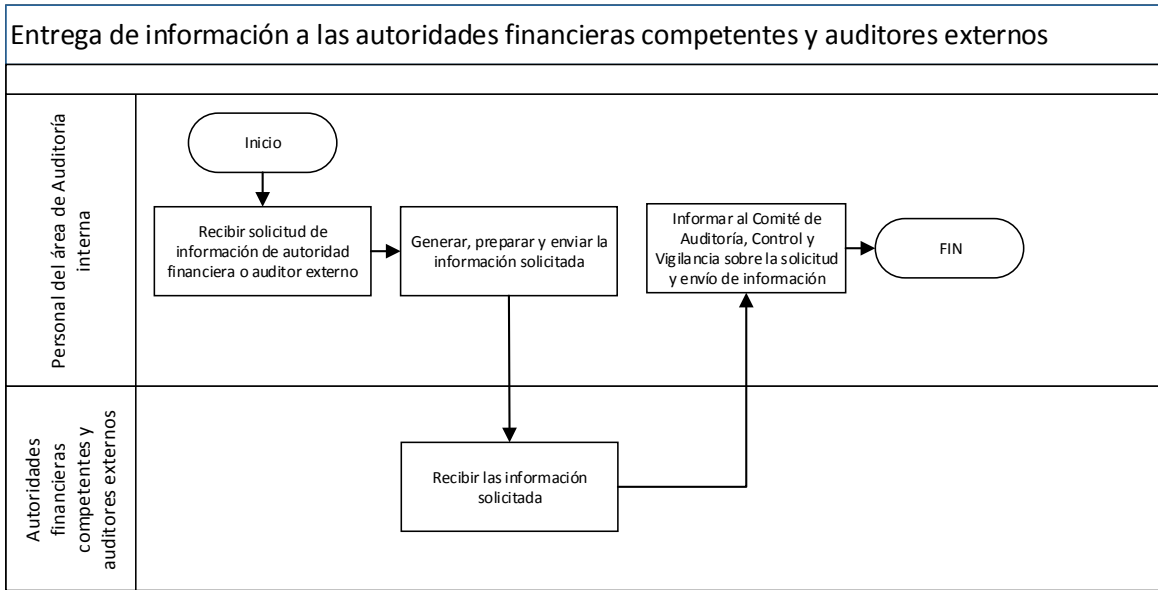 Entrega de información a las autoridades financieras competentes y auditores externos
Personal del área de Auditoría
interna
Inicio
Recibir solicitud de
información de autoridad
financiera o auditor externo
Generar, preparar y enviar la
información solicitada
Informar al Comité de
Auditoría, Control y
Vigilancia sobre la solicitud
y envío de información
FIN
Autoridades
financieras
competentes y
auditores externos
Recibir las información
solicitada